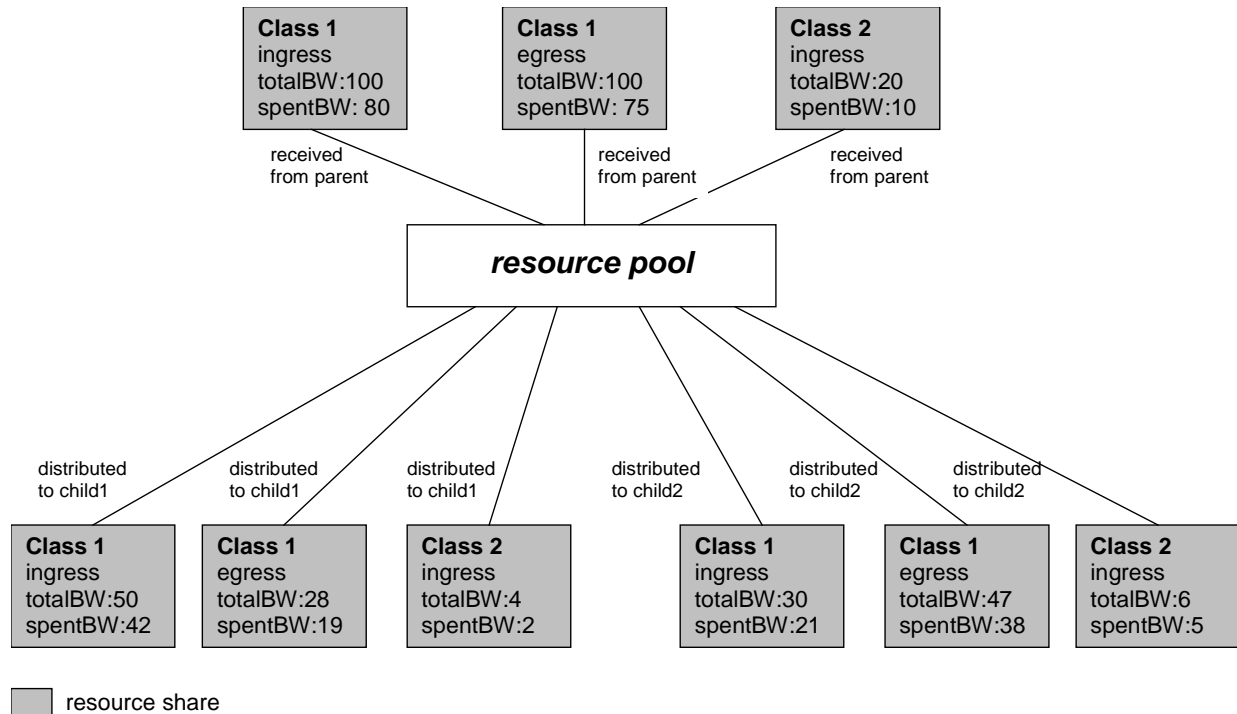 Class 1
ingress
totalBW:100
spentBW: 80
Class 1
egress
totalBW:100
spentBW: 75
Class 2
ingress
totalBW:20
spentBW:10
received
from parent
received
from parent
received
from parent
resource pool
distributed
to child1
distributed
to child1
distributed
to child1
distributed
to child2
distributed
to child2
distributed
to child2
Class 1
ingress
totalBW:50
spentBW:42
Class 1
egress
totalBW:28
spentBW:19
Class 2
ingress
totalBW:4
spentBW:2
Class 1
ingress
totalBW:30
spentBW:21
Class 1
egress
totalBW:47
spentBW:38
Class 2
ingress
totalBW:6
spentBW:5
resource share